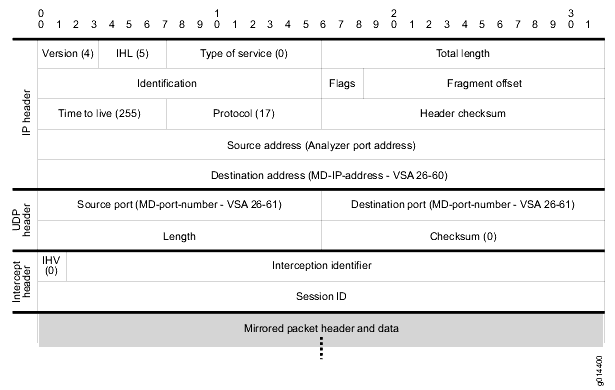 0 1 2 3
0 1 2 3 4 5 6 7 8 9 0 1 2 3 4 5 6 7 8 9 0 1 2 3 4 5 6 7 8 9 0 1
IP header
Version (4) IHL (5) Type of service (0) Total length
Identification Flags Fragment offset
Time to live (255) Protocol (17) Header checksum
Source address (Analyzer port address)
Destination address (MD-IP-address - VSA 26-60)
UDP header
Source port (MD-port-number - VSA 26-61) Destination port (MD-port-number - VSA 26-61)
Length Checksum (0)
Intercept header
IHV (0) Interception identifier
Session ID
Mirrored packet header and data
g014400